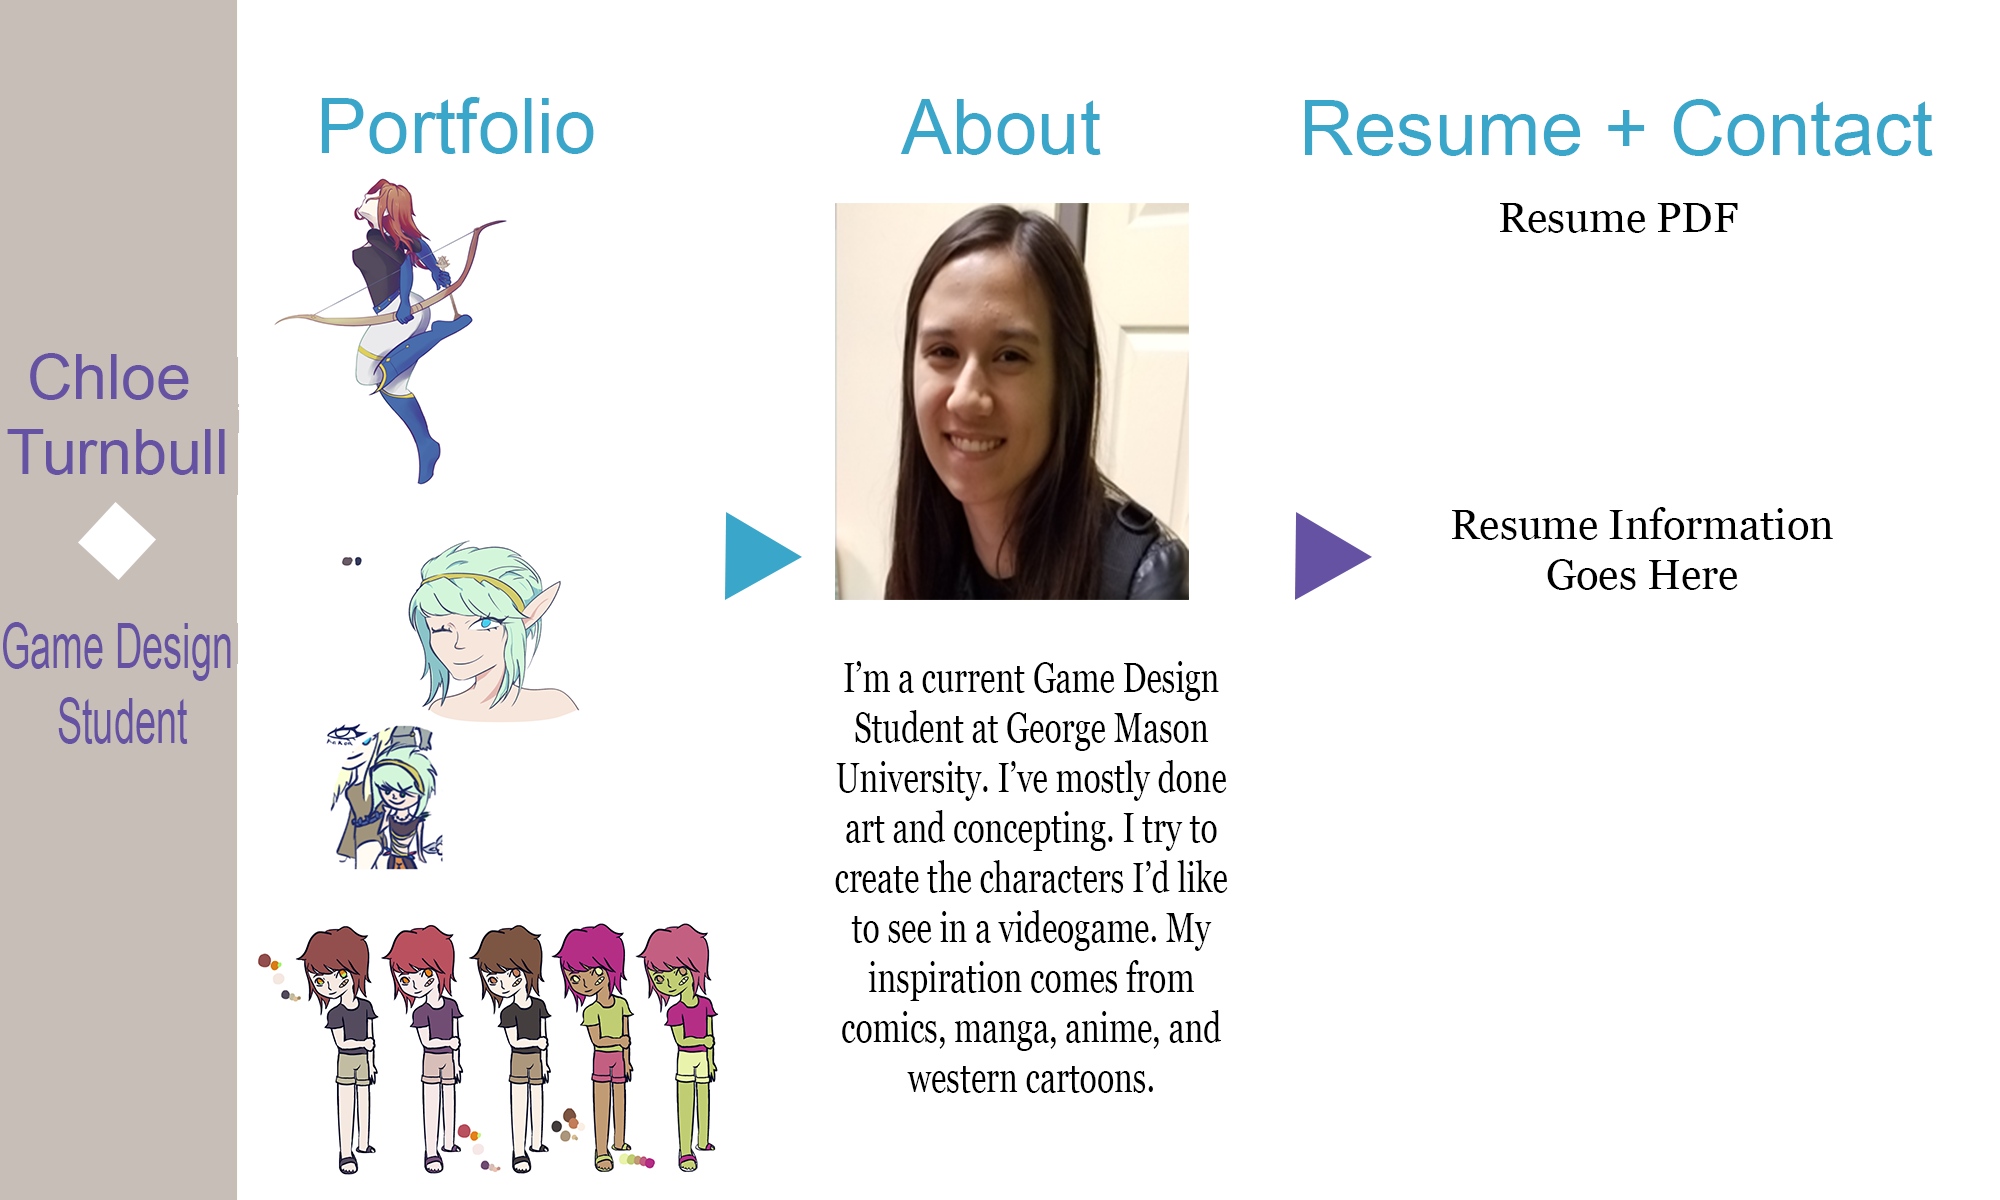 Chloe
Turnbull
Game Design
Student
Portfolio
About
I’m a current Game Design
Student at George Mason
University. I’ve mostly done
art and concepting. I try to
create the characters I’d like
to see in a videogame. My
inspiration comes from
comics, manga, anime, and
western cartoons.
Resume + Contact
Resume PDF
Resume Information
Goes Here